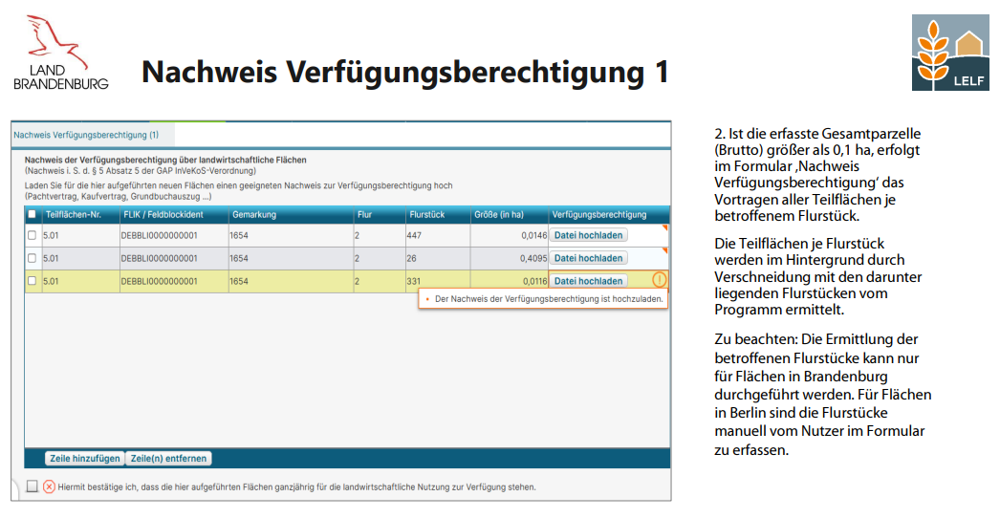 LAND
BRANDENBURG
Nachweis Verfügungsberechtigung 1
LELF
Nachweis Verfügungsberechtigung (1)
Nachweis der Verfügungsberechtigung über landwirtschaftliche Flächen
(Nachweis i. S. d. § 5 Absatz 5 der GAP InVeKoS-Verordnung)
Laden Sie für die hier aufgeführten neuen Flächen einen geeigneten Nachweis zur Verfügungsberechtigung hoch
(Pachtvertrag, Kaufvertrag, Grundbuchauszug ...)
Teilflächen-Nr. FLIK / Feldblockident Gemarkung Flur Flurstück Größe (in ha) Verfügungsberechtigung
5.01 DEBBLI0000000001 1654 2 447 0,0146 Datei hochladen
5.01 DEBBLI0000000001 1654 2 26 0,4095 Datei hochladen
5.01 DEBBLI0000000001 1654 2 331 0,0116 Datei hochladen
Der Nachweis der Verfügungsberechtigung ist hochzuladen.
Zeile hinzufügen Zeile(n) entfernen
Hiermit bestätige ich, dass die hier aufgeführten Flächen ganzjährig für die landwirtschaftliche Nutzung zur Verfügung stehen.
2. Ist die erfasste Gesamtparzelle
(Brutto) größer als 0,1 ha, erfolgt
im Formular ‚Nachweis
Verfügungsberechtigung‘ das
Vortragen aller Teilflächen je
betroffenem Flurstück.
Die Teilflächen je Flurstück
werden im Hintergrund durch
Verschneidung mit den darunter
liegenden Flurstücken vom
Programm ermittelt.
Zu beachten: Die Ermittlung der
betroffenen Flurstücke kann nur
für Flächen in Brandenburg
durchgeführt werden. Für Flächen
in Berlin sind die Flurstücke
manuell vom Nutzer im Formular
zu erfassen.